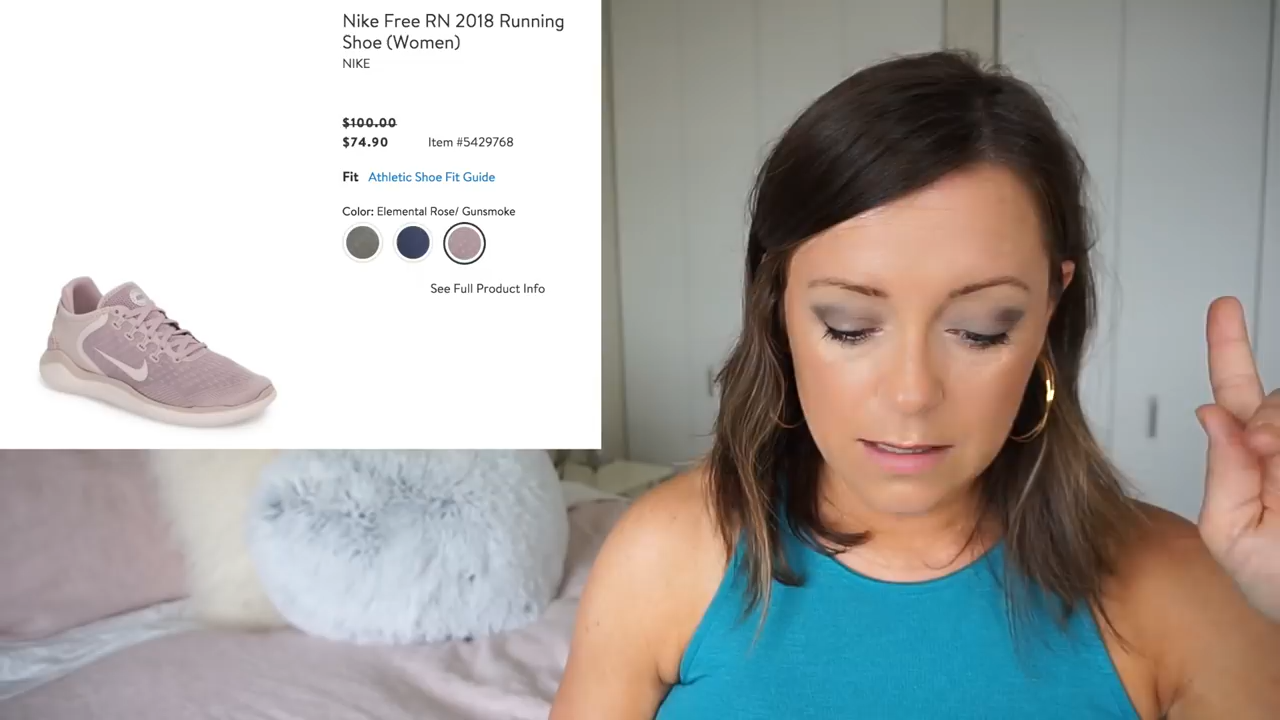 Nike Free RN 2018 Running
Shoe (Women)
NIKE
$100.00
$74.90 Item #5429768
Fit Athletic Shoe Fit Guide
Color: Elemental Rose/ Gunsmoke
See Full Product Info